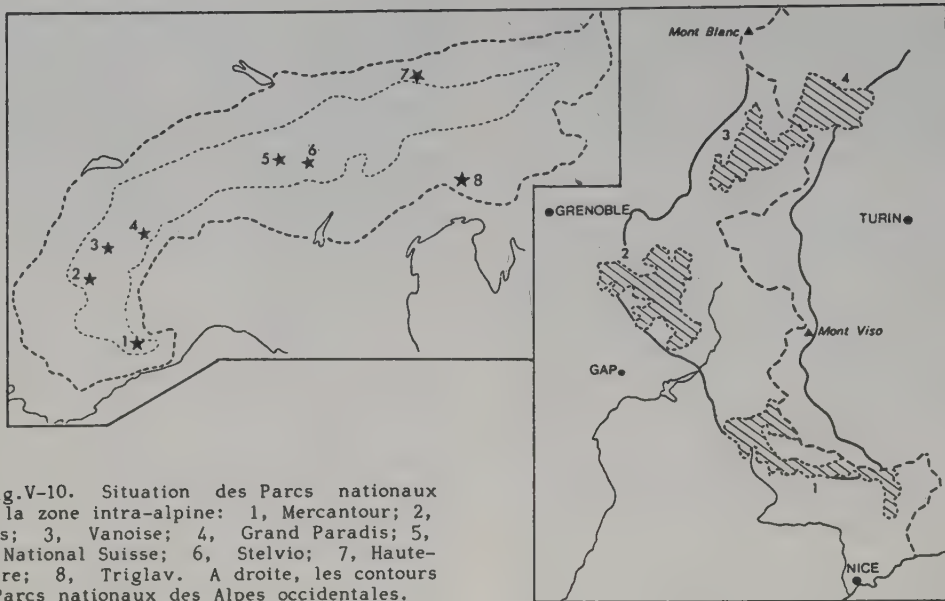 7
5
6
8
4
3
2
1
Mont Blanc
4
3
GRENOBLE
TURIN
2
Mont Viso
GAP
1
NICE
g.V-10. Situation des Parcs nationaux
la zone intra-alpine: 1, Mercantour; 2,
s; 3, Vanoise; 4, Grand Paradis; 5,
National Suisse; 6, Stelvio; 7, Haute-
re; 8, Triglav. A droite, les contours
Parcs nationaux des Alpes occidentales.